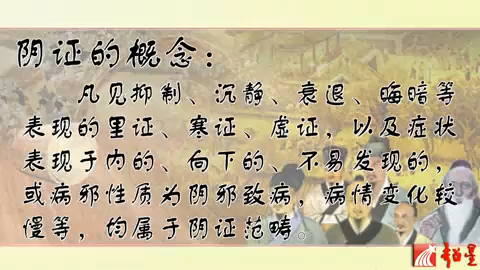 阴证的概念：
凡见抑制、沉静、衰退、晦暗等
表现的里证、寒证、虚证，以及症状
表现于内的、向下的、不易发现的，
或病邪性质为阴邪致病，病情变化较
慢等，均属于阴证范畴。